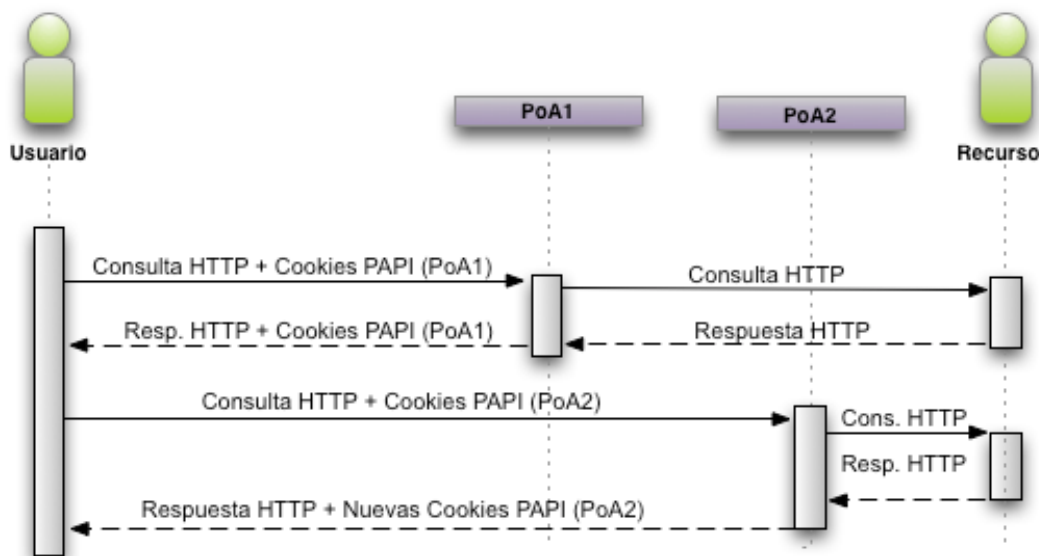 PoA1
PoA2
Usuario
Recurso
Consulta HTTP + Cookies PAPI (PoA1)
Consulta HTTP
Resp. HTTP + Cookies PAPI (PoA1)
Respuesta HTTP
Consulta HTTP + Cookies PAPI (PoA2)
Cons. HTTP
Resp. HTTP
Respuesta HTTP + Nuevas Cookies PAPI (PoA2)